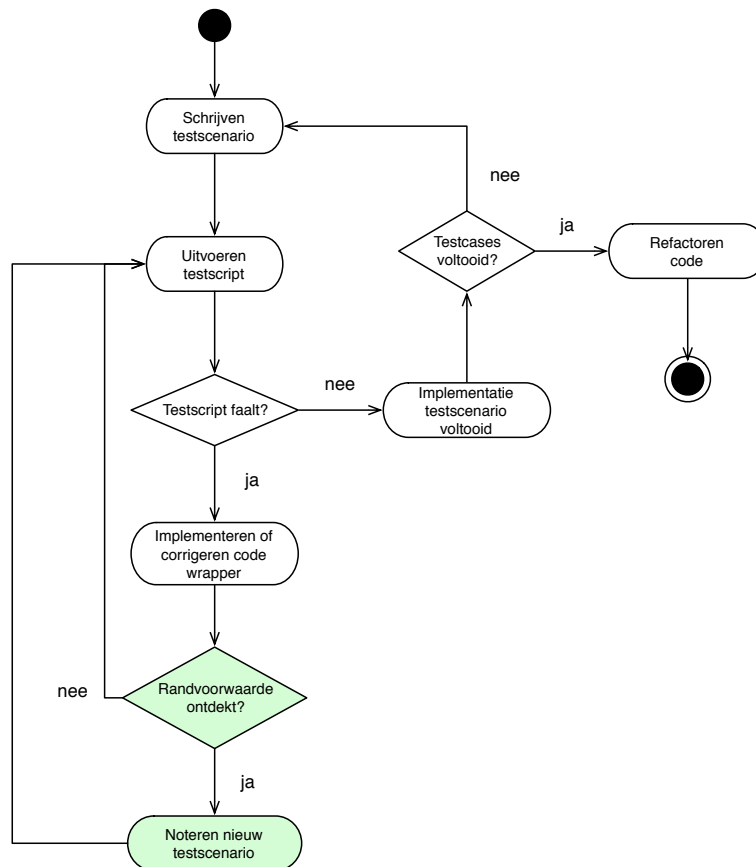 Schrijven
testscenario
nee
Testcases
voltooid?
ja
Refactoren
code
Uitvoeren
testscript
Testscript faalt?
nee
Implementatie
testscenario
voltooid
ja
Implementeren of
corrigeren code
wrapper
Randvoorwaarde
ontdekt?
nee
ja
Noteren nieuw
testscenario